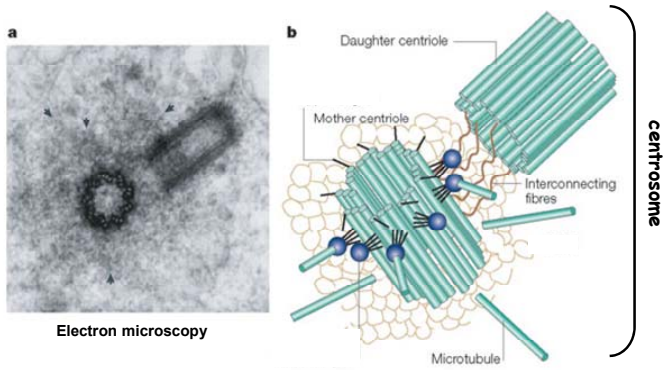 a
Electron microscopy
b
Daughter centriole
Mother centriole
Interconnecting
fibres
Microtubule
centrosome